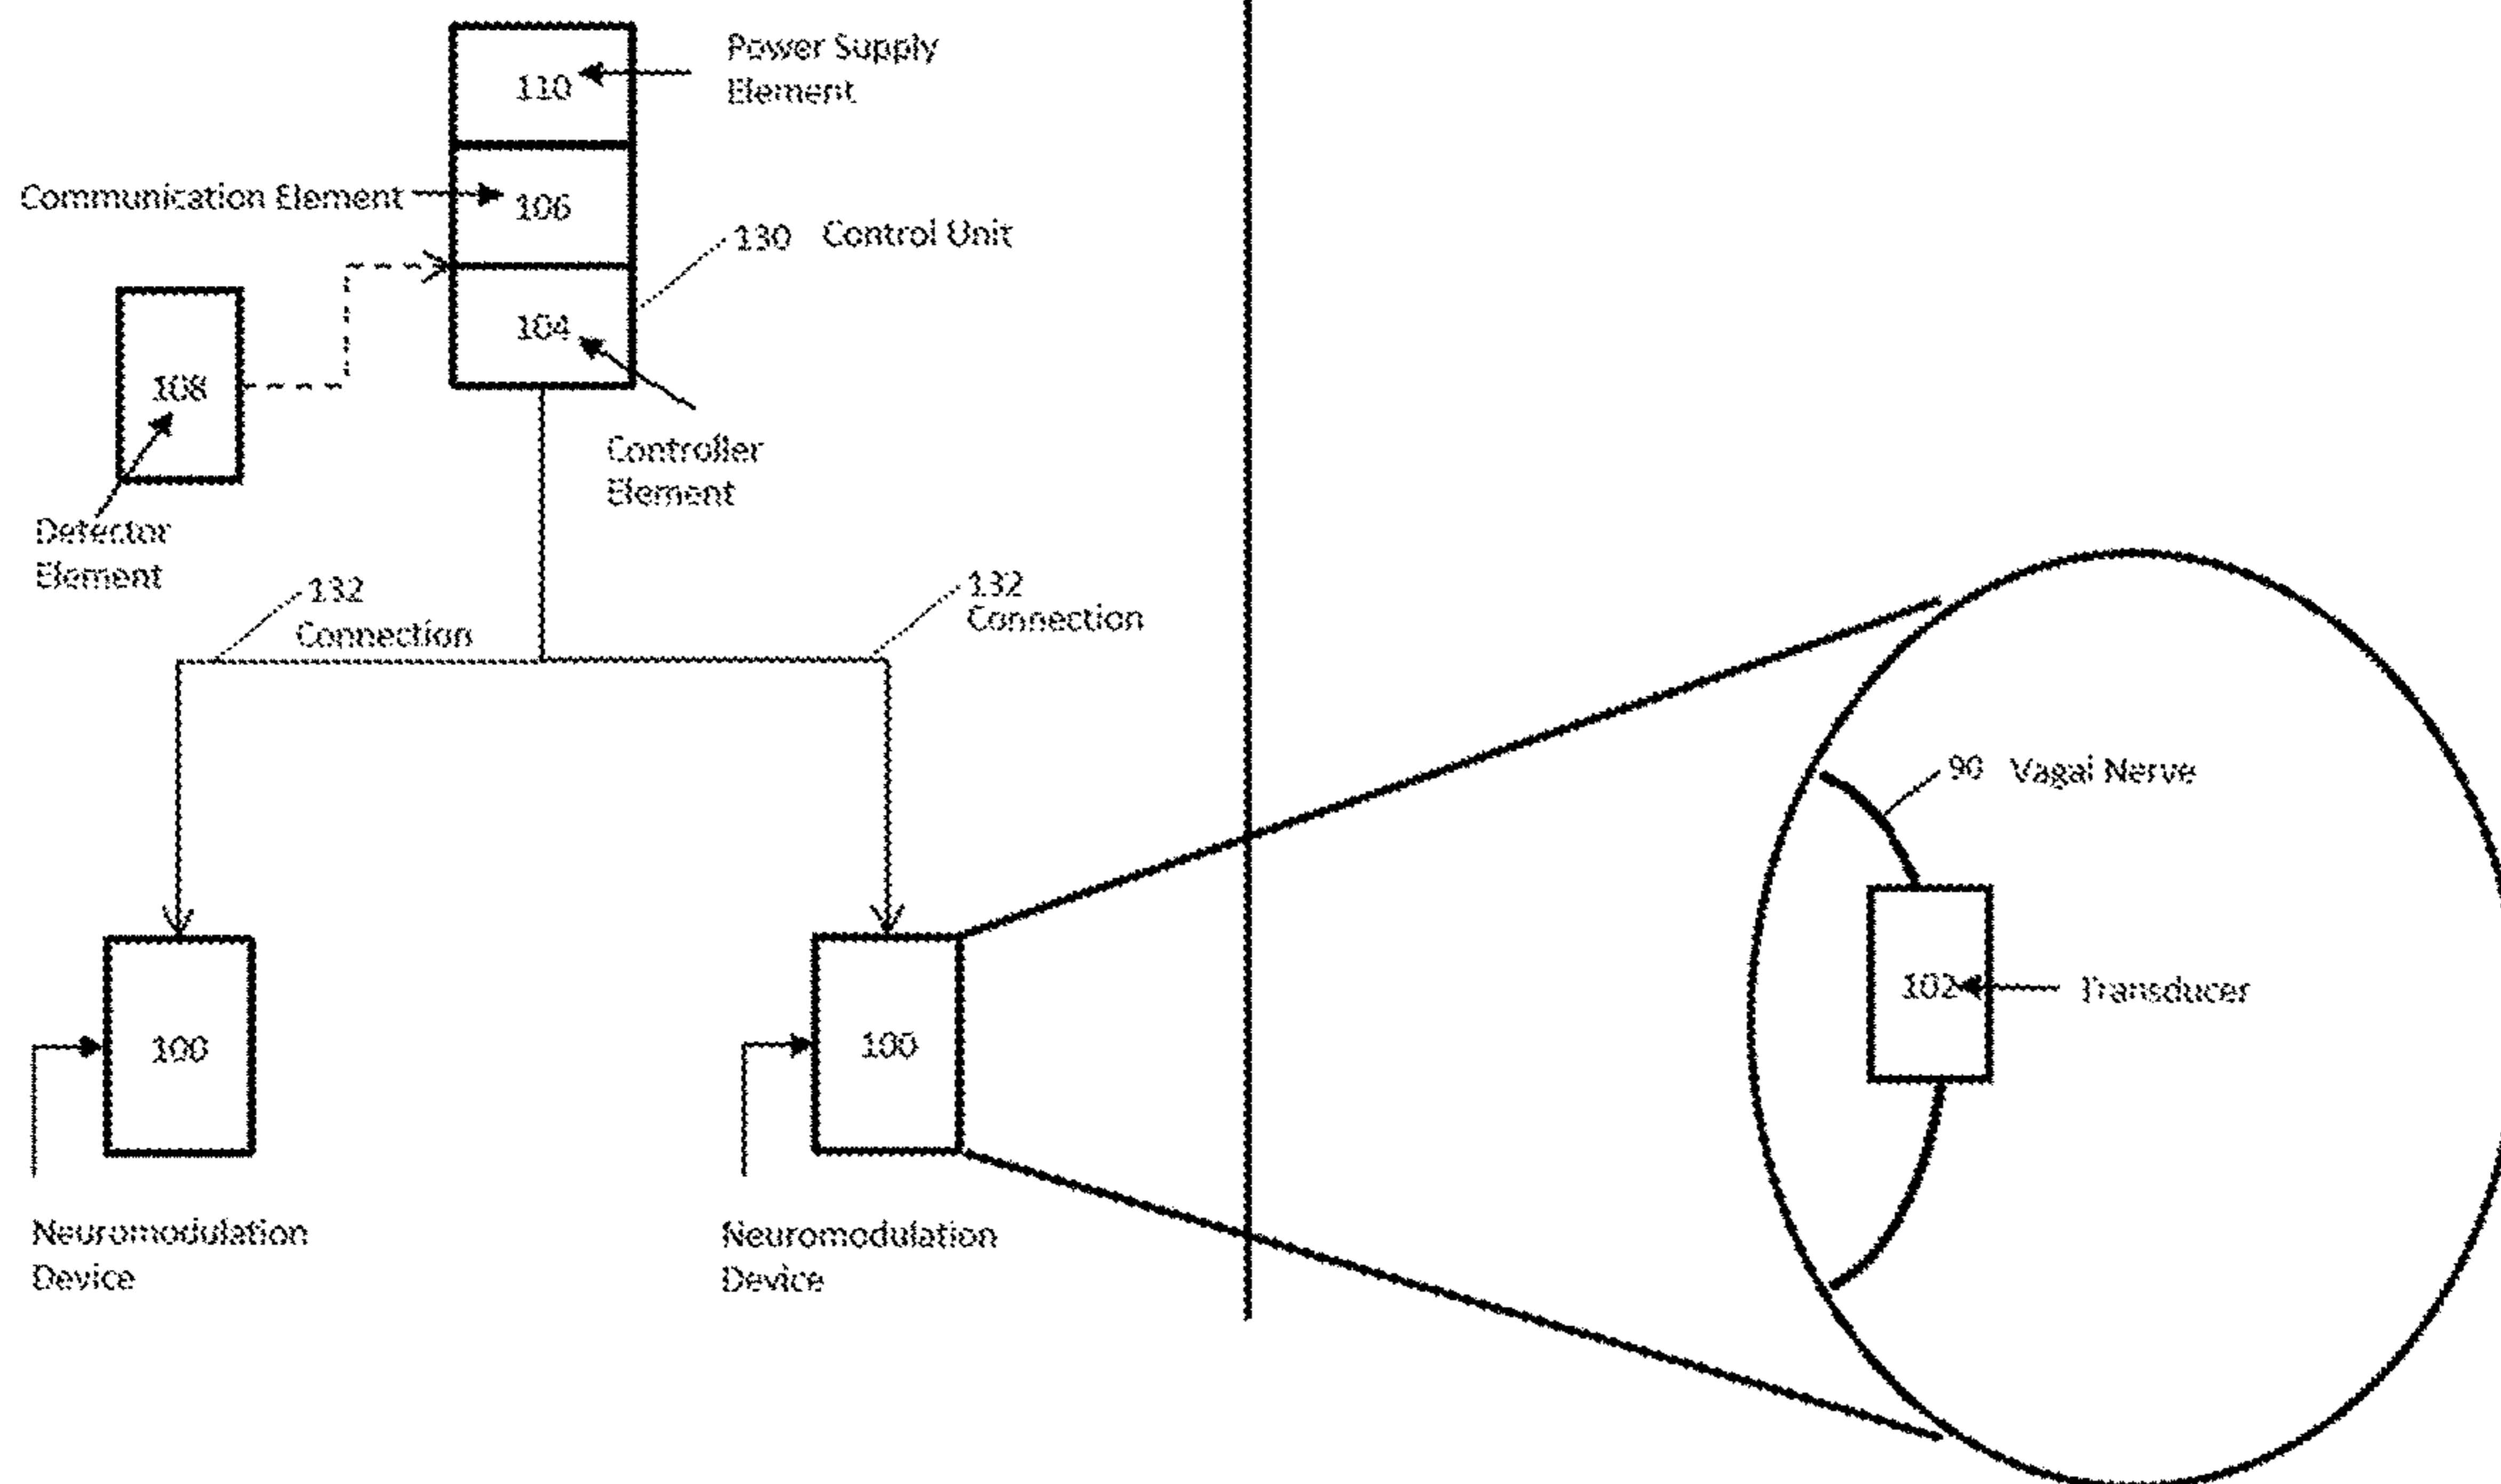 110
Power Supply
Element
Communication Element
106
130 Control Unit
104
108
Controller
Element
Detector
Element
132
Connection
132
Connection
90 Vagal Nerve
102
Transducer
100
100
Neuromodulation
Device
Neuromodulation
Device